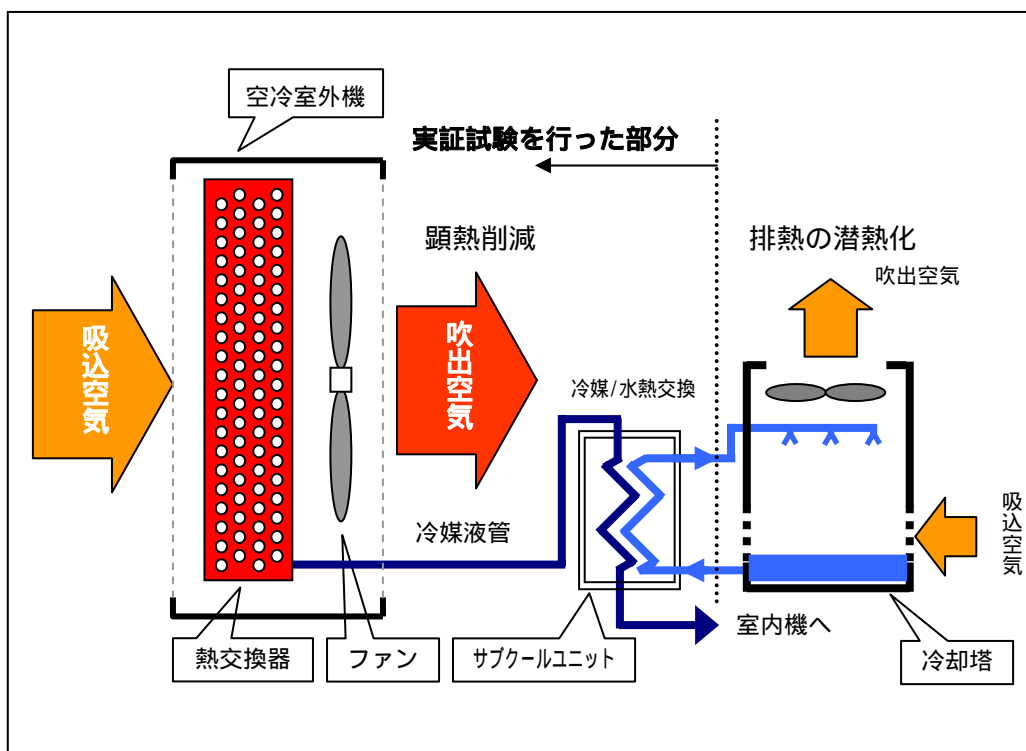 空冷室外機
実証試験を行った部分
顕熱削減
排熱の潜熱化
吹出空気
吸込空気
吹出空気
冷媒/水熱交換
冷媒液管
吸込空気
熱交換器
ファン
サブクールユニット
室内機へ
冷却塔